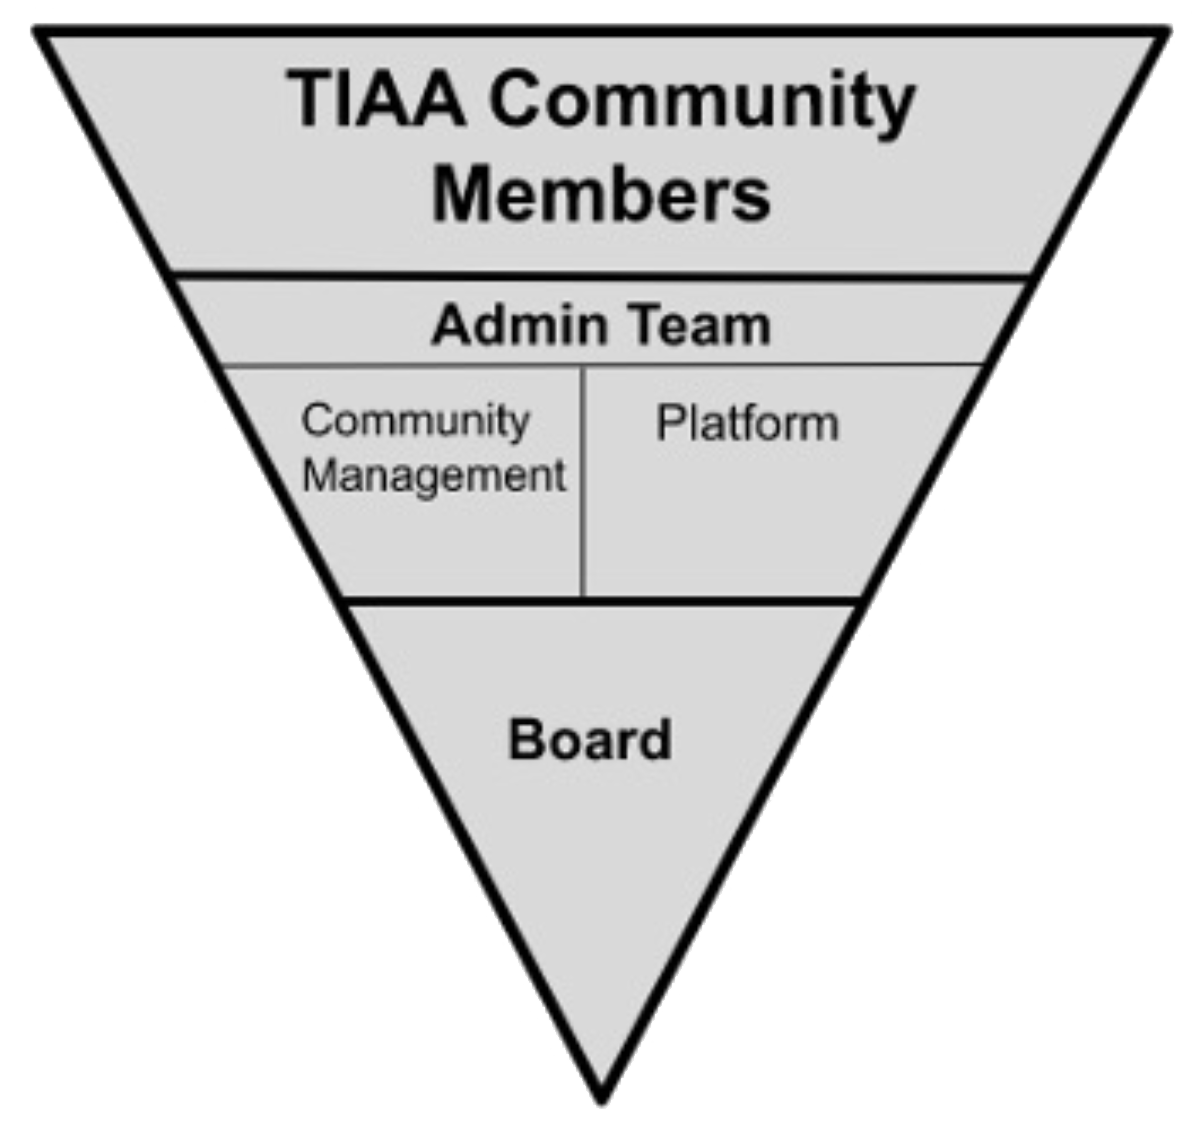 TIAA Community
Members
Admin Team
Community
Management
Platform
Board